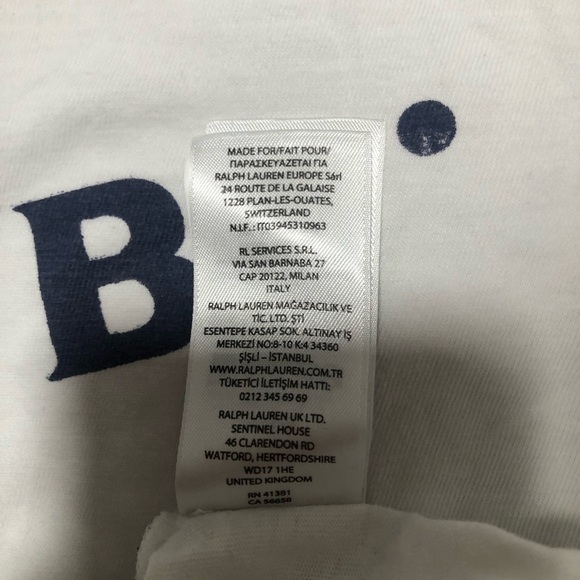 B
MADE FOR/FAIT POUR/
ΠΑΡΑΣΚΕΥΑΖΕΤΑΙ ΓΙΑ
RALPH LAUREN EUROPE Sárl
24 ROUTE DE LA GALAISE
1228 PLAN-LES-OUATES,
SWITZERLAND
N.I.F. : IT03945310963
RL SERVICES S.R.L.
VIA SAN BARNABA 27
CAP 20122, MILAN
ITALY
RALPH LAUREN MAĞAZACILIK VE
TİC. LTD. ŞTİ
ESENTEPE KASAP SOK. ALTINAY İŞ
MERKEZİ NO:8-10 K:4 34360
ŞİŞLİ – İSTANBUL
WWW.RALPHLAUREN.COM.TR
TÜKETİCİ İLETİŞİM HATTI:
0212 345 69 69
RALPH LAUREN UK LTD.
SENTINEL HOUSE
46 CLARENDON RD
WATFORD, HERTFORDSHIRE
WD17 1HE
UNITED KINGDOM
RN 41381
CA 56658